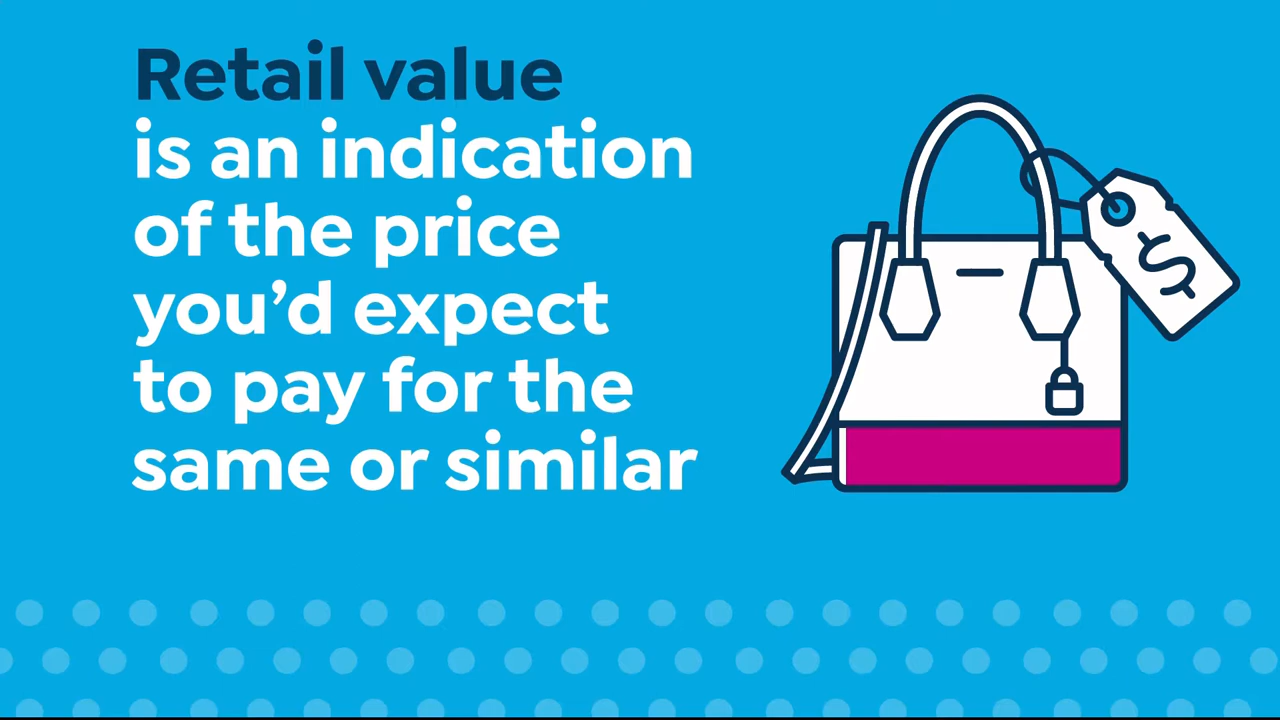 Retail value
is an indication
of the price
you’d expect
to pay for the
same or similar
$